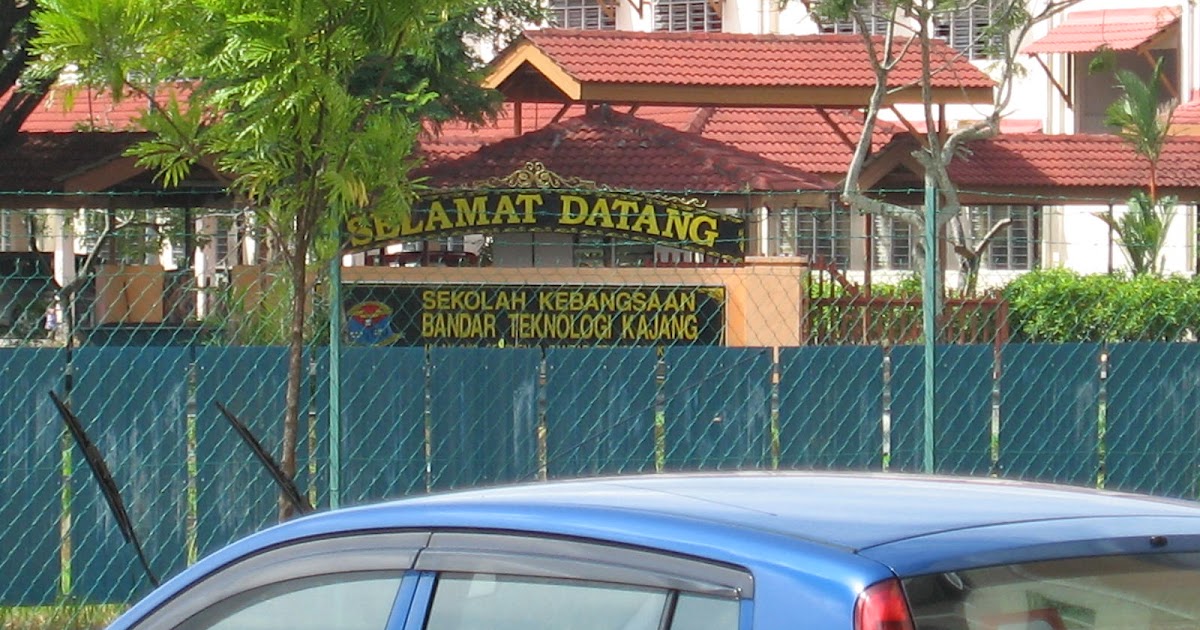 SELAMAT DATANG
SEKOLAH KEBANGSAAN
BANDAR TEKNOLOGI KAJANG